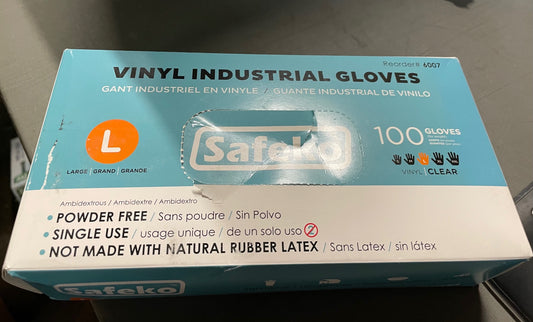 Reorder# 6007
VINYL INDUSTRIAL GLOVES
GANT INDUSTRIEL EN VINYLE / GUANTE INDUSTRIAL DE VINILO
L
LARGE | GRAND | GRANDE
Safeko
100 GLOVES
VINYL | CLEAR
Ambidextrous / Ambidextre / Ambidextro
• POWDER FREE / Sans poudre / Sin Polvo
• SINGLE USE / usage unique / de un solo uso 2
• NOT MADE WITH NATURAL RUBBER LATEX / Sans Latex / sin látex
Safeko